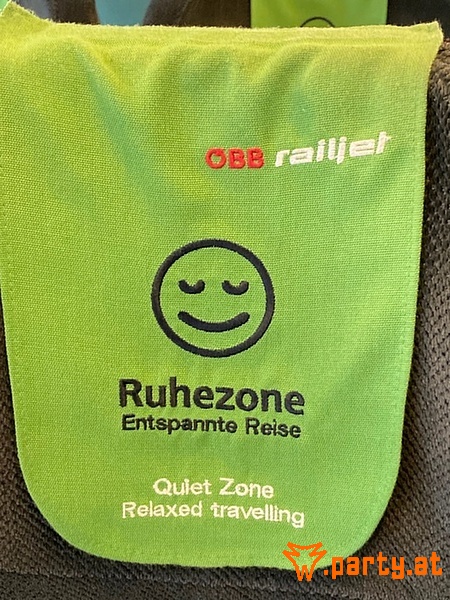 ÖBB railjet
Ruhezone
Entspannte Reise
Quiet Zone
Relaxed travelling
.party.at